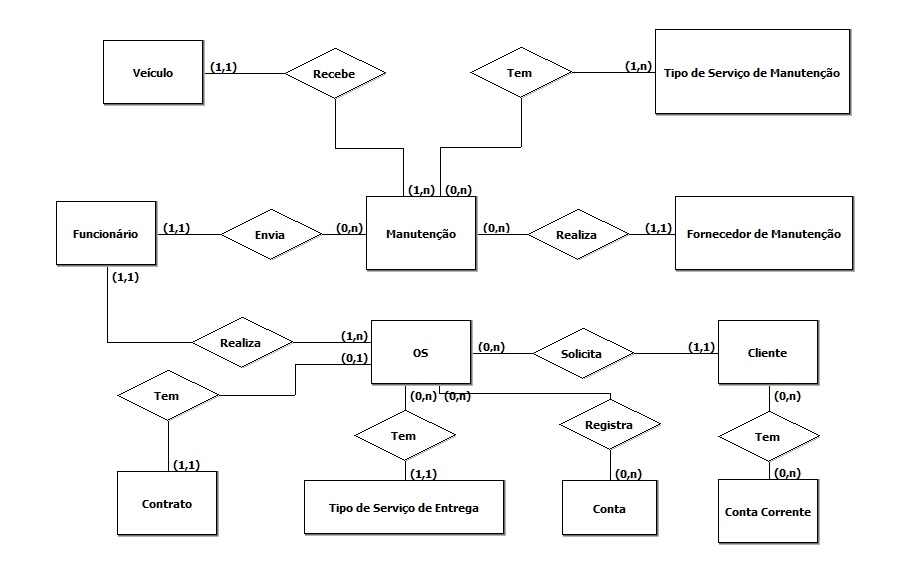 Veículo
(1,1)
Recebe
Tem
(1,n)
Tipo de Serviço de Manutenção
(1,n)
(0,n)
Funcionário
(1,1)
Envia
(0,n)
Manutenção
(0,n)
Realiza
(1,1)
Fornecedor de Manutenção
(1,1)
Realiza
(1,n)
OS
(0,n)
Solicita
(1,1)
Cliente
(0,1)
Tem
(0,n)
(0,n)
(0,n)
Tem
Registra
Tem
(1,1)
(1,1)
(0,n)
(0,n)
Contrato
Tipo de Serviço de Entrega
Conta
Conta Corrente